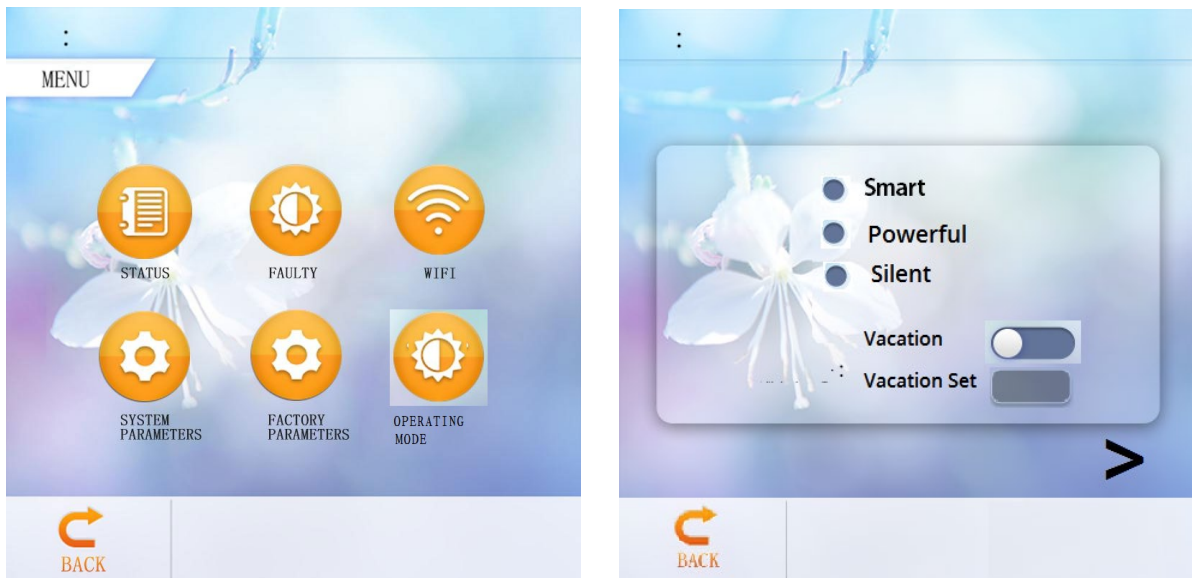 :
MENU
STATUS
FAULTY
WIFI
SYSTEM
PARAMETERS
FACTORY
PARAMETERS
OPERATING
MODE
BACK
:
Smart
Powerful
Silent
Vacation
Vacation Set
>
BACK